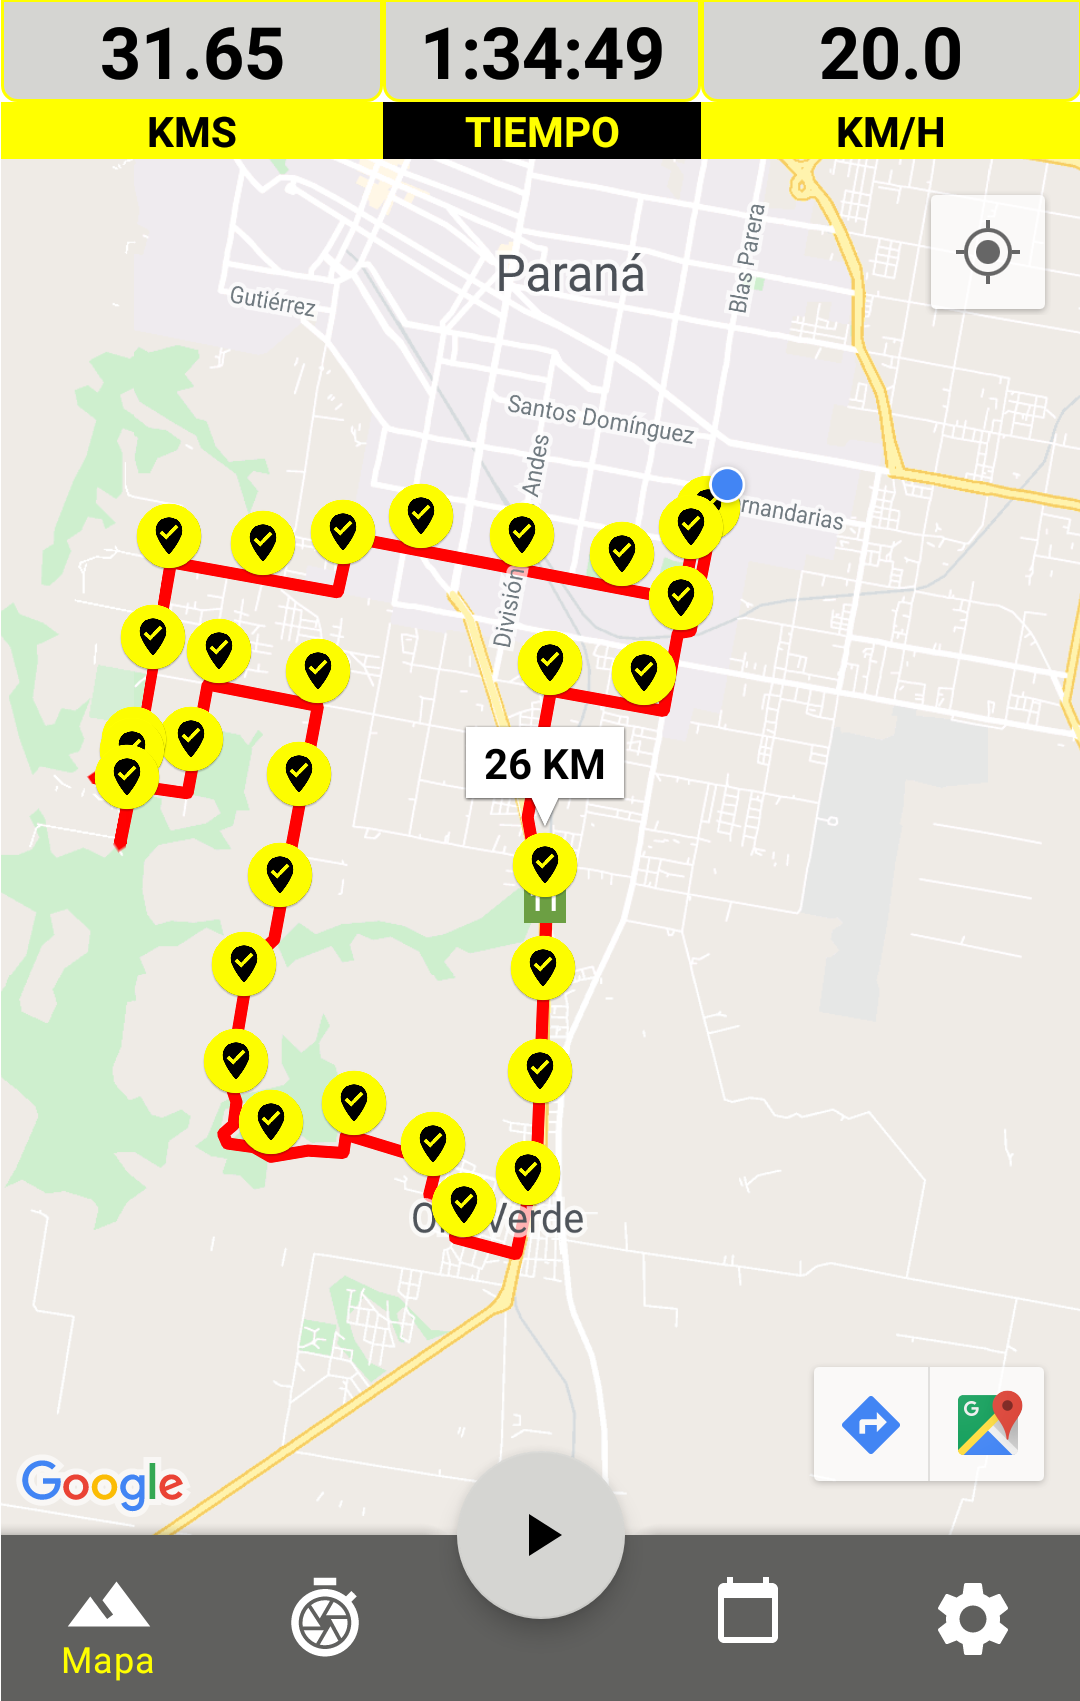 31.65
1:34:49
20.0
KMS
TIEMPO
KM/H
Blas Parera
Paraná
Gutiérrez
Santos Domínguez
División Andes
rnandarias
26 KM
Verde
Google
G
Mapa